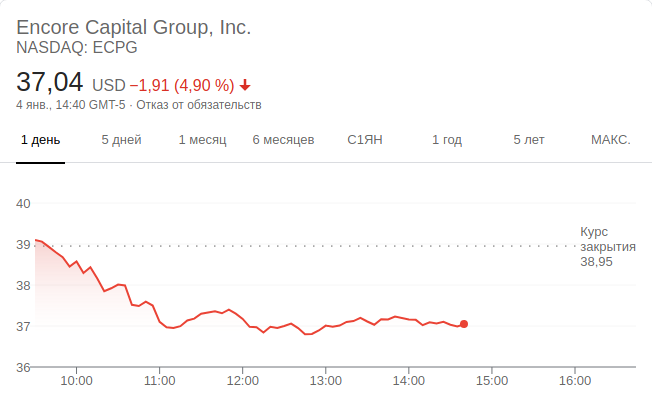 Encore Capital Group, Inc.
NASDAQ: ECPG
37,04 USD −1,91 (4,90 %)
4 янв., 14:40 GMT-5 · Отказ от обязательств
1 день 5 дней 1 месяц 6 месяцев С1ЯН 1 год 5 лет МАКС.
40
39
38
37
36
Курс
закрытия
38,95
10:00 11:00 12:00 13:00 14:00 15:00 16:00